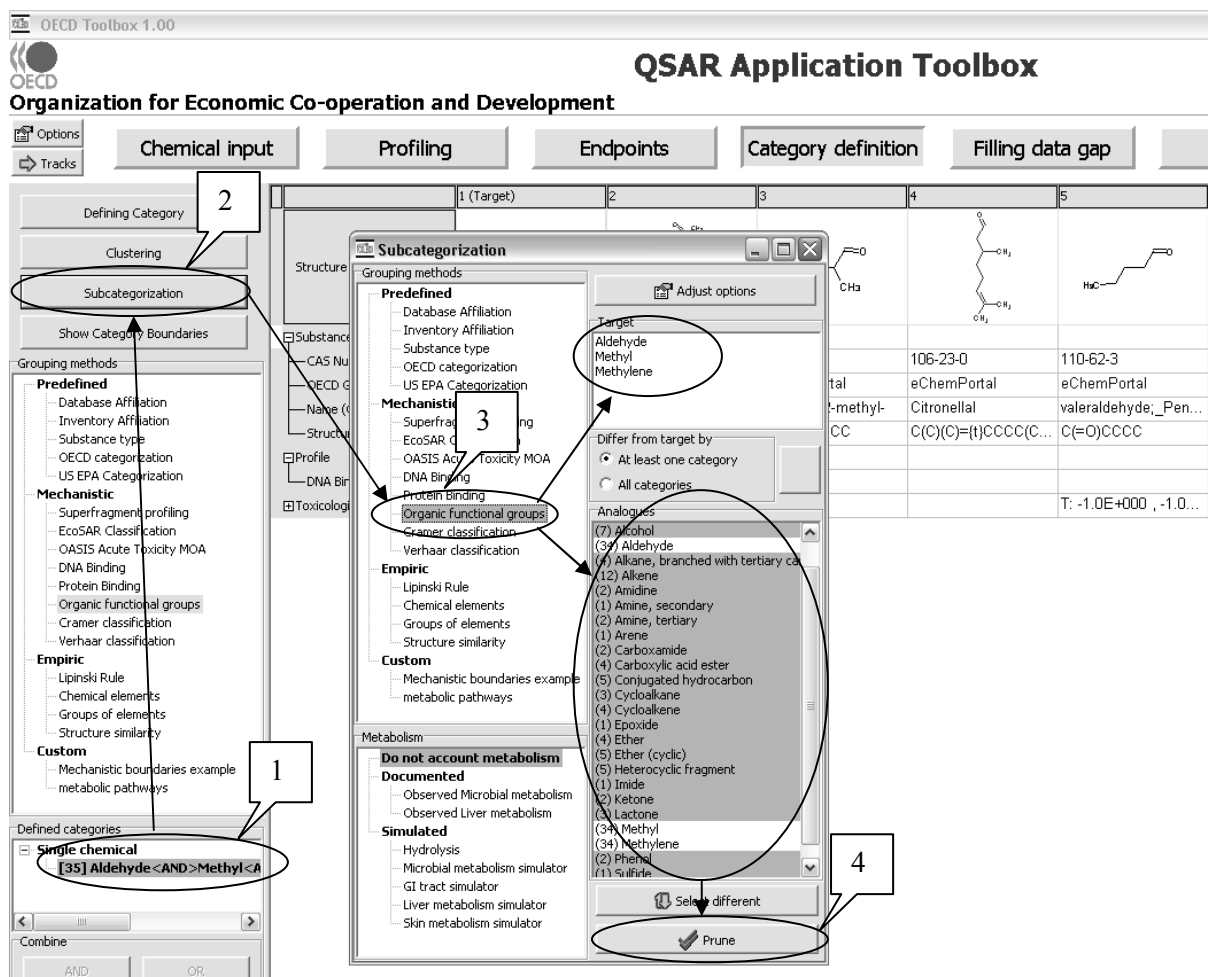 OECD Toolbox 1.00
OECD
QSAR Application Toolbox
Organization for Economic Co-operation and Development
Options
Tracks
Chemical input
Profiling
Endpoints
Category definition
Filling data gap
2
Defining Category
Clustering
Subcategorization
Show Category Boundaries
Grouping methods
Predefined
Database Affiliation
Inventory Affiliation
Substance type
OECD categorization
US EPA Categorization
Mechanistic
Superfragment profiling
EcoSAR Classification
OASIS Acute Toxicity MOA
DNA Binding
Protein Binding
Organic functional groups
Cramer classification
Verhaar classification
Empiric
Lipinski Rule
Chemical elements
Groups of elements
Structure similarity
Custom
Mechanistic boundaries example
metabolic pathways
1
Defined categories
Single chemical
[35] Aldehyde<AND>Methyl<A
Combine
AND
OR
1 (Target)
2
3
4
5
Structure
CH3
CH3
CH3
CH3
H3C
Substance
CAS Nu
106-23-0
110-62-3
OECD G
rtal
eChemPortal
eChemPortal
Name (
2-methyl-
Citronellal
valeraldehyde;_Pen...
Structu
CC
C(C)(C)={t}CCCC(C...
C(=O)CCCC
Profile
DNA Bin
Toxicologi
T: -1.0E+000 , -1.0...
Subcategorization
Grouping methods
Predefined
Database Affiliation
Inventory Affiliation
Substance type
OECD categorization
US EPA Categorization
Mechanistic
Superfrag
ng
EcoSAR C
OASIS Acute Toxicity MOA
DNA Binding
Protein Binding
Organic functional groups
Cramer classification
Verhaar classification
Empiric
Lipinski Rule
Chemical elements
Groups of elements
Structure similarity
Custom
Mechanistic boundaries example
metabolic pathways
3
Metabolism
Do not account metabolism
Documented
Observed Microbial metabolism
Observed Liver metabolism
Simulated
Hydrolysis
Microbial metabolism simulator
GI tract simulator
Liver metabolism simulator
Skin metabolism simulator
Adjust options
Target
Aldehyde
Methyl
Methylene
Differ from target by
At least one category
All categories
Analogues
(7) Alcohol
(34) Aldehyde
(4) Alkane, branched with tertiary ca
(12) Alkene
(2) Amidine
(1) Amine, secondary
(2) Amine, tertiary
(1) Arene
(2) Carboxamide
(4) Carboxylic acid ester
(5) Conjugated hydrocarbon
(3) Cycloalkane
(4) Cycloalkene
(1) Epoxide
(4) Ether
(5) Ether (cyclic)
(5) Heterocyclic fragment
(1) Imide
(2) Ketone
(3) Lactone
(34) Methyl
(34) Methylene
(2) Phenol
(1) Sulfide
Select different
Prune
4